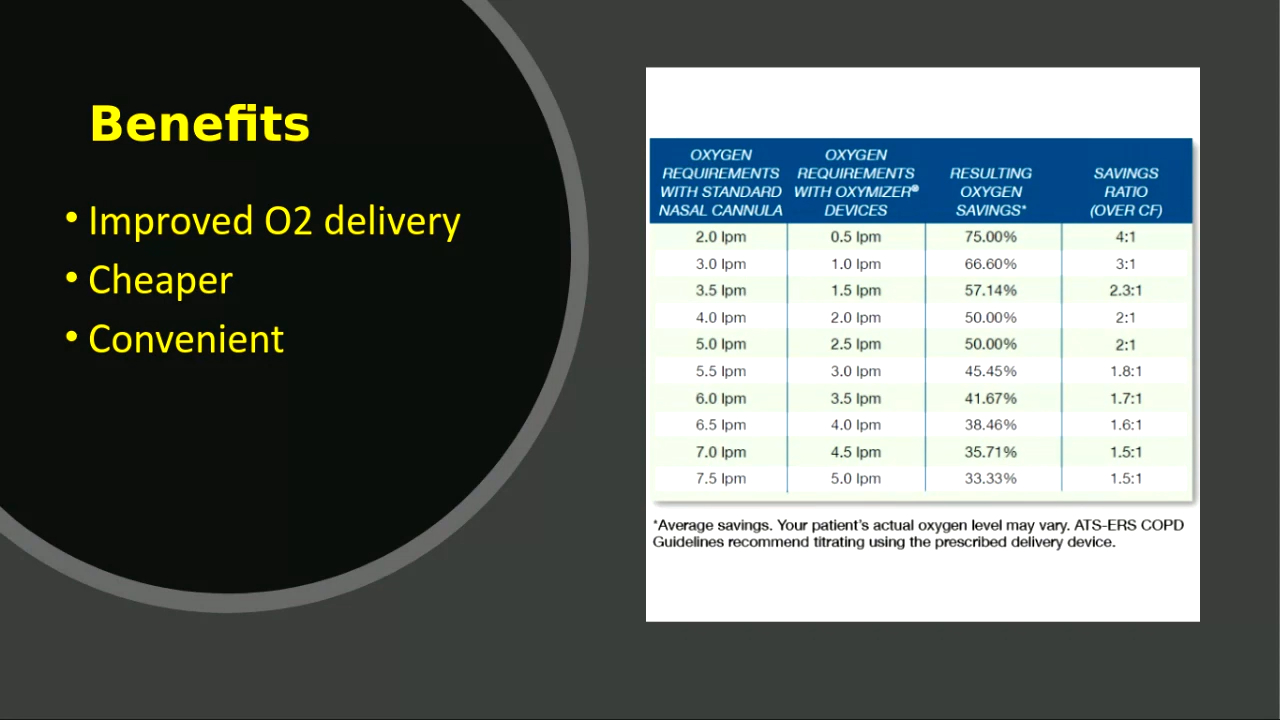 Benefits
• Improved O2 delivery
• Cheaper
• Convenient
OXYGEN REQUIREMENTS WITH STANDARD NASAL CANNULA OXYGEN REQUIREMENTS WITH OXYMIZER® DEVICES RESULTING OXYGEN SAVINGS* SAVINGS RATIO (OVER CF)
2.0 lpm 0.5 lpm 75.00% 4:1
3.0 lpm 1.0 lpm 66.60% 3:1
3.5 lpm 1.5 lpm 57.14% 2.3:1
4.0 lpm 2.0 lpm 50.00% 2:1
5.0 lpm 2.5 lpm 50.00% 2:1
5.5 lpm 3.0 lpm 45.45% 1.8:1
6.0 lpm 3.5 lpm 41.67% 1.7:1
6.5 lpm 4.0 lpm 38.46% 1.6:1
7.0 lpm 4.5 lpm 35.71% 1.5:1
7.5 lpm 5.0 lpm 33.33% 1.5:1
*Average savings. Your patient's actual oxygen level may vary. ATS-ERS COPD
Guidelines recommend titrating using the prescribed delivery device.